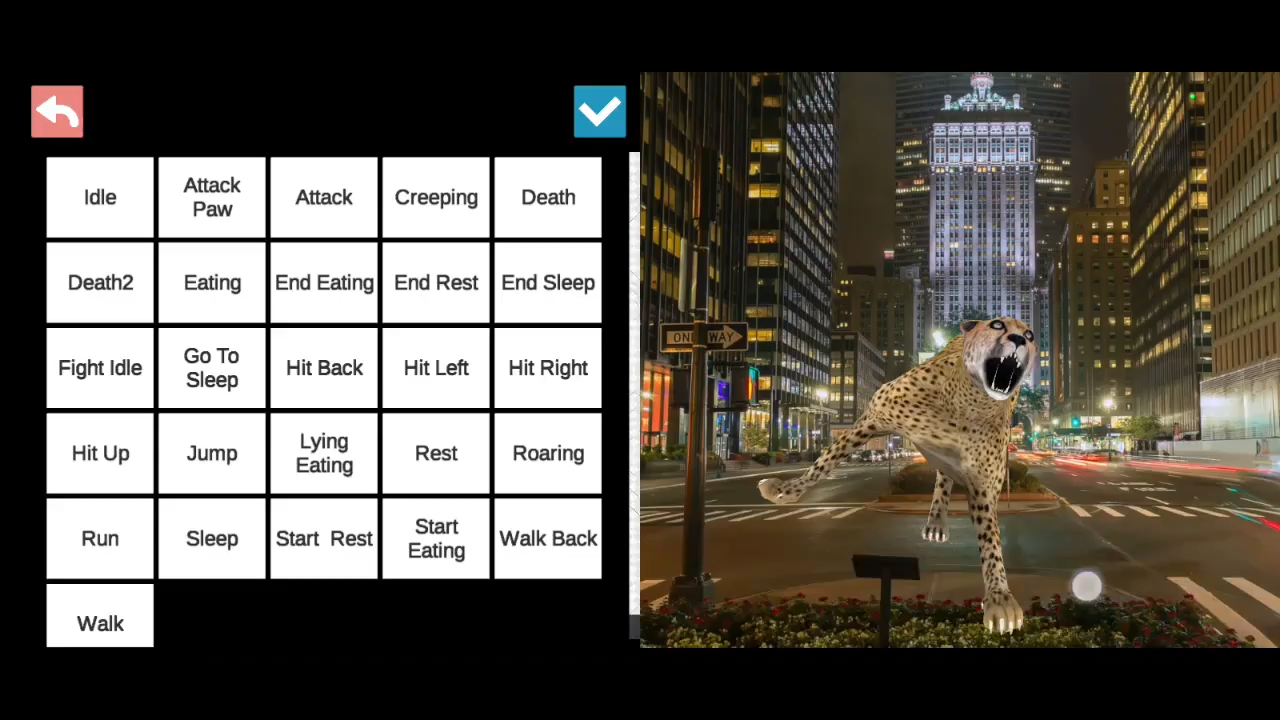 Idle
Attack
Paw
Attack
Creeping
Death
Death2
Eating
End Eating
End Rest
End Sleep
Fight Idle
Go To
Sleep
Hit Back
Hit Left
Hit Right
Hit Up
Jump
Lying
Eating
Rest
Roaring
Run
Sleep
Start  Rest
Start
Eating
Walk Back
Walk
ONE WAY